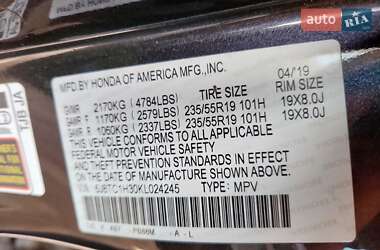 auto RIA
MFD.BY HONDA OF AMERICA MFG.,INC. 04/19
TIRE SIZE RIM SIZE
GVWR 2170KG (4784LBS)
GAWR F 1170KG (2579LBS) 235/55R19 101H 19X8.0J
GAWR R 1060KG (2337LBS) 235/55R19 101H 19X8.0J
THIS VEHICLE CONFORMS TO ALL APPLICABLE
FEDERAL MOTOR VEHICLE SAFETY
AND THEFT PREVENTION STANDARDS IN EFFECT
ON THE DATE OF MANUFACTURE SHOWN ABOVE.
5J8TC1H30KL024245 TYPE: MPV
A-L
TJB AL